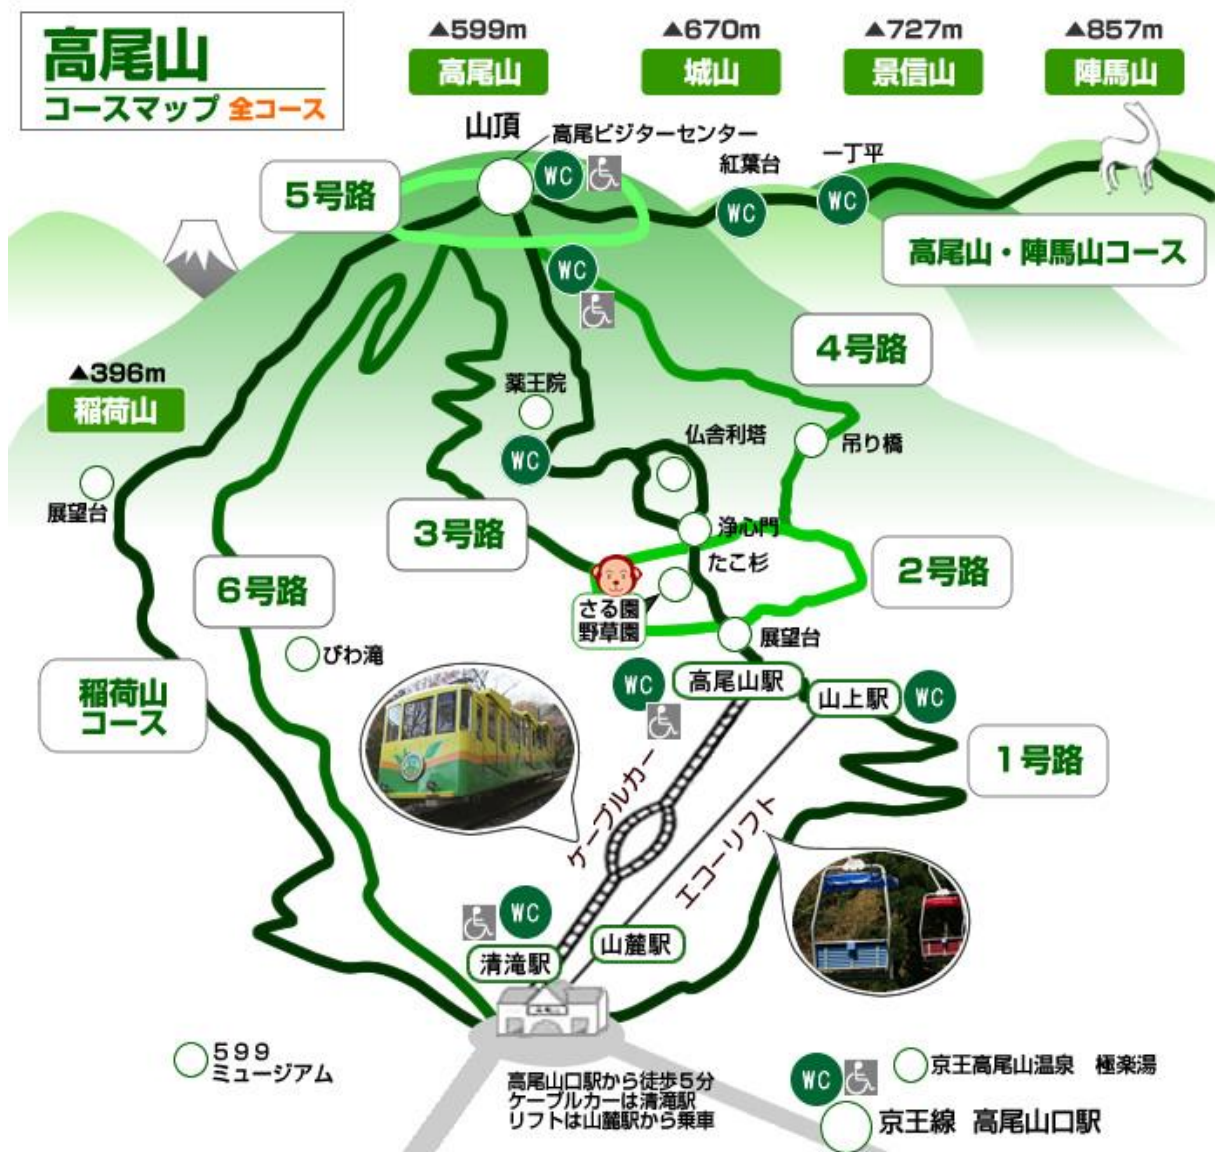 高尾山
コースマップ 全コース
▲599m
高尾山
▲670m
城山
▲727m
景信山
▲857m
陣馬山
山頂
高尾ビジターセンター
WC
紅葉台
WC
一丁平
WC
5号路
高尾山・陣馬山コース
WC
4号路
▲396m
稲荷山
薬王院
WC
仏舎利塔
吊り橋
展望台
3号路
浄心門
たこ杉
2号路
6号路
さる園
野草園
展望台
びわ滝
稲荷山
コース
WC
高尾山駅
山上駅
WC
1号路
ケーブルカー
エコーリフト
WC
清滝駅
山麓駅
599
ミュージアム
高尾山口駅から徒歩5分
ケーブルカーは清滝駅
リフトは山麓駅から乗車
WC
京王高尾山温泉 極楽湯
京王線 高尾山口駅